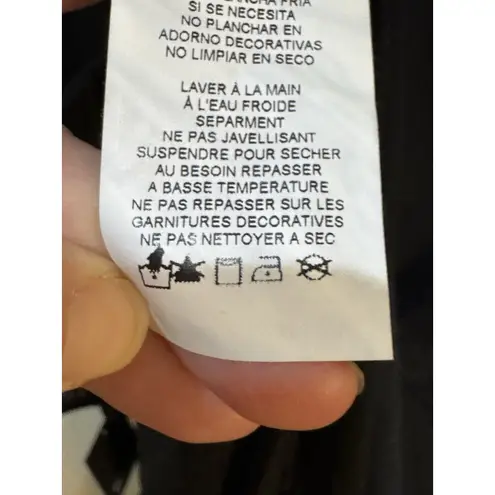 PLANCHA FRIA
SI SE NECESITA
NO PLANCHAR EN
ADORNO DECORATIVAS
NO LIMPIAR EN SECO
LAVER À LA MAIN
À L'EAU FROIDE
SEPARMENT
NE PAS JAVELLISANT
SUSPENDRE POUR SECHER
AU BESOIN REPASSER
A BASSE TEMPERATURE
NE PAS REPASSER SUR LES
GARNITURES DECORATIVES
NE PAS NETTOYER A SEC